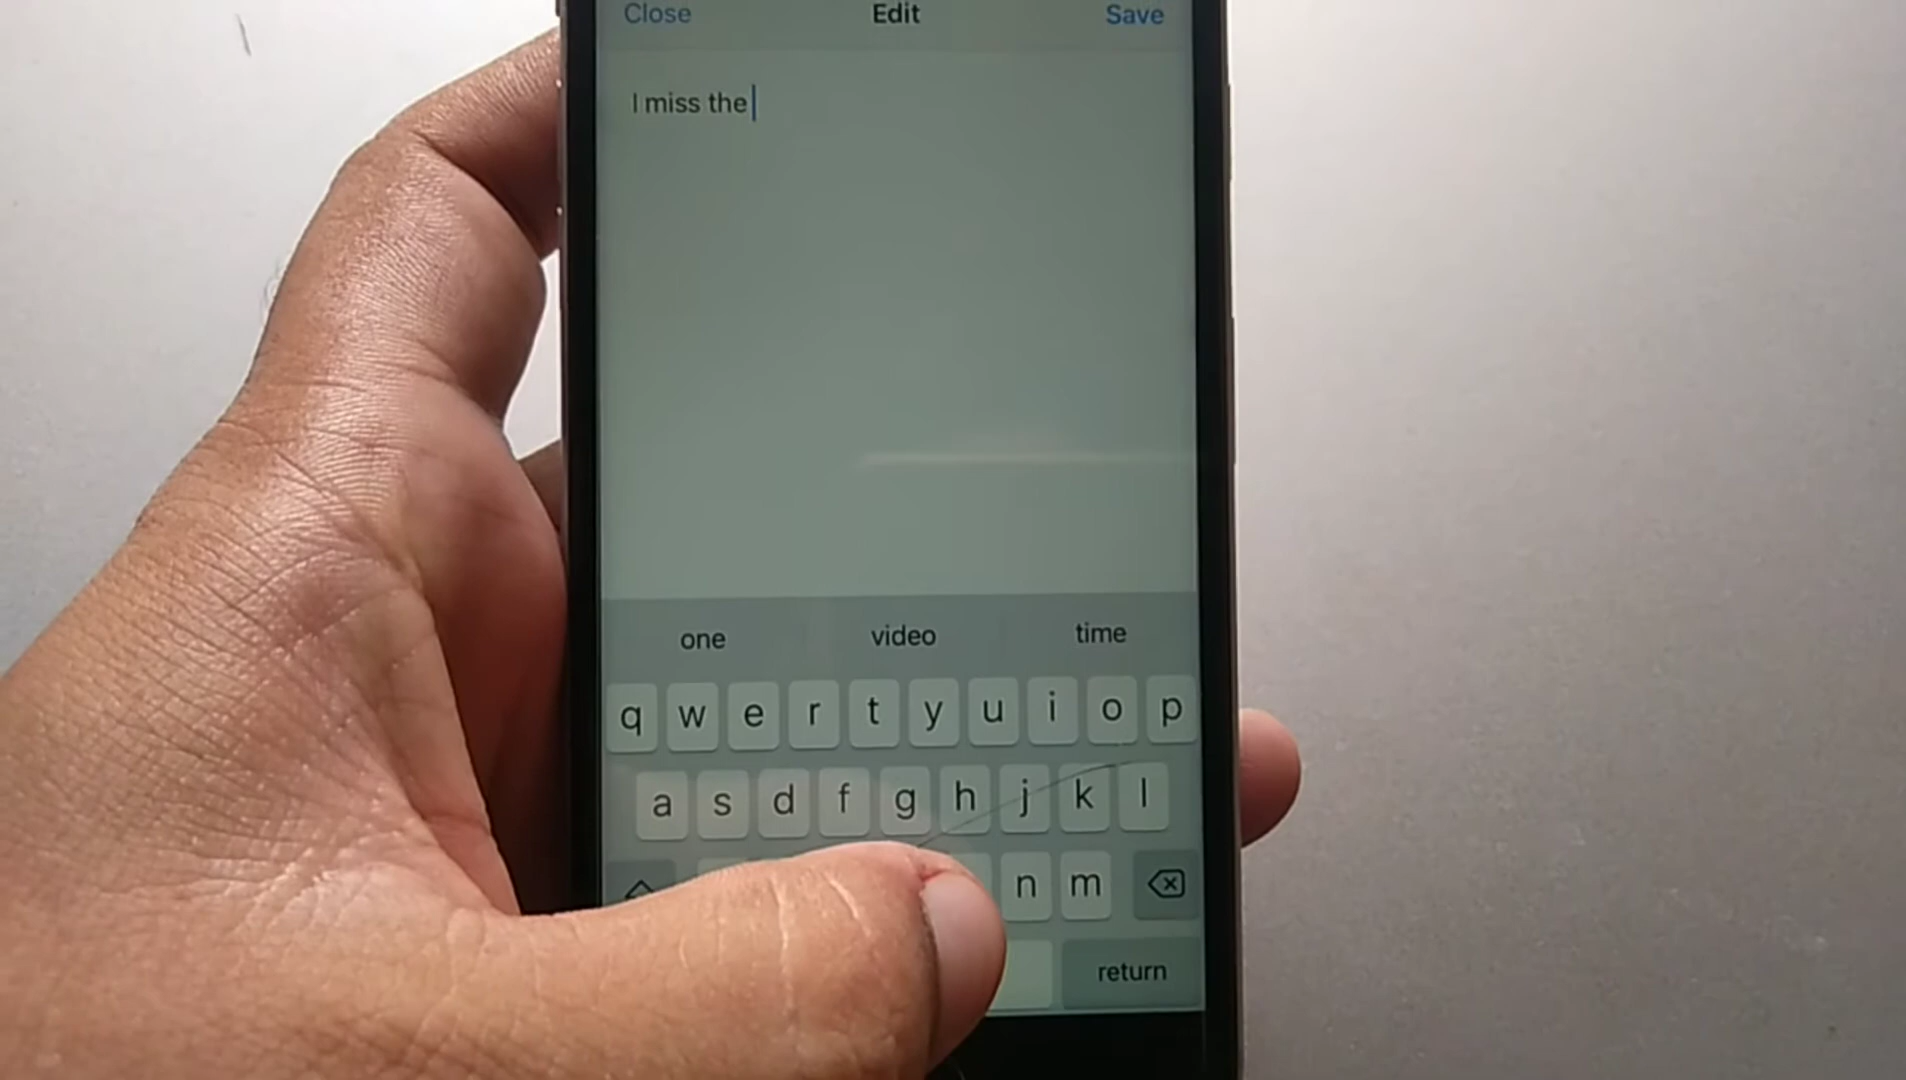 Close Edit Save
I miss the
one video time
q w e r t y u i o p
a s d f g h j k l
n m
return